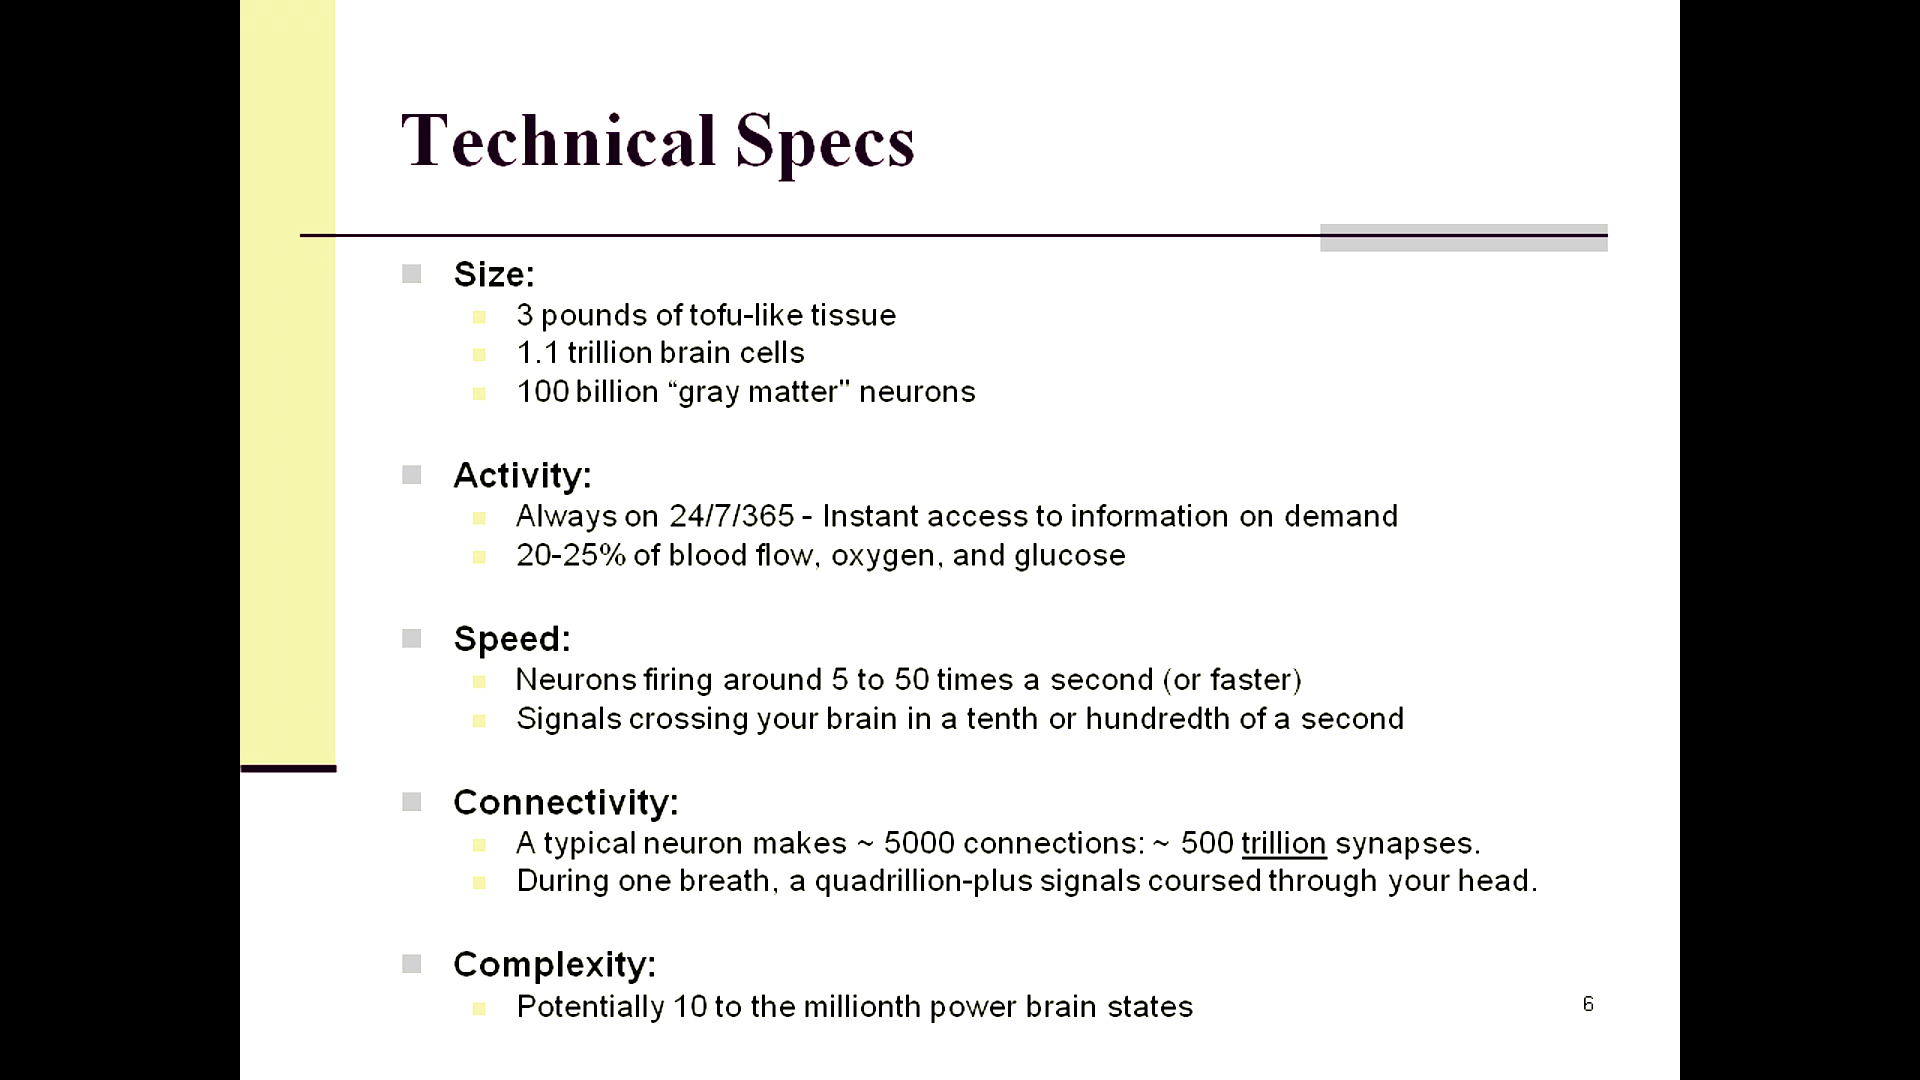 Technical Specs
Size:
3 pounds of tofu-like tissue
1.1 trillion brain cells
100 billion “gray matter" neurons
Activity:
Always on 24/7/365 - Instant access to information on demand
20-25% of blood flow, oxygen, and glucose
Speed:
Neurons firing around 5 to 50 times a second (or faster)
Signals crossing your brain in a tenth or hundredth of a second
Connectivity:
A typical neuron makes ~ 5000 connections: ~ 500 trillion synapses.
During one breath, a quadrillion-plus signals coursed through your head.
Complexity:
Potentially 10 to the millionth power brain states
6